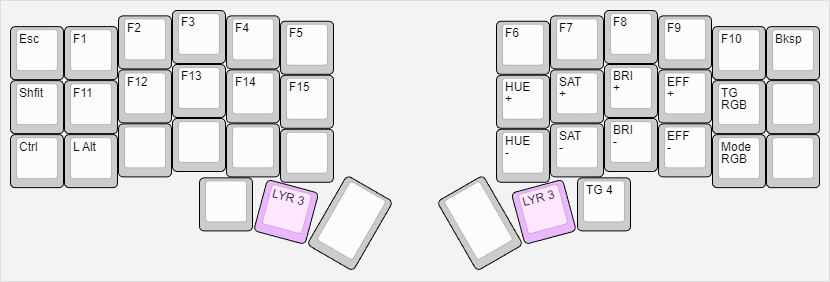 Esc F1 F2 F3 F4 F5 F6 F7 F8 F9 F10 Bksp
Shfit F11 F12 F13 F14 F15 HUE SAT BRI EFF TG
+ + + + RGB
Ctrl L Alt HUE SAT BRI EFF Mode
- - - - RGB
LYR 3 LYR 3 TG 4